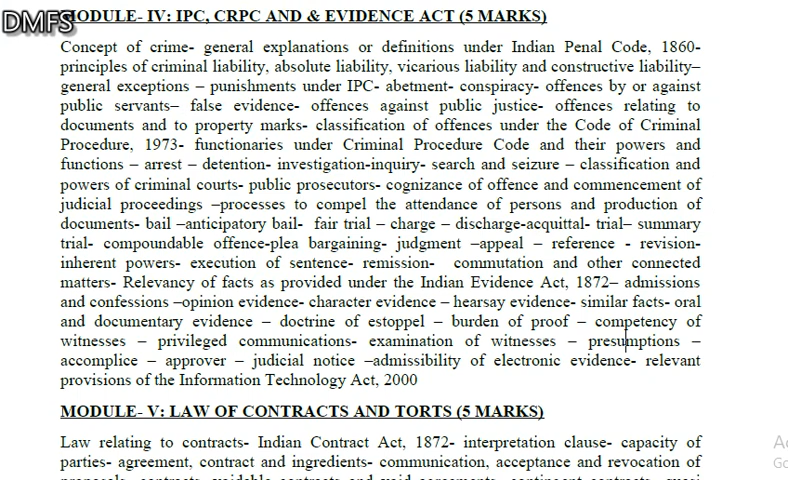 DMFS
MODULE- IV: IPC, CRPC AND & EVIDENCE ACT (5 MARKS)
Concept of crime- general explanations or definitions under Indian Penal Code, 1860-
principles of criminal liability, absolute liability, vicarious liability and constructive liability–
general exceptions – punishments under IPC- abetment- conspiracy- offences by or against
public servants– false evidence- offences against public justice- offences relating to
documents and to property marks- classification of offences under the Code of Criminal
Procedure, 1973- functionaries under Criminal Procedure Code and their powers and
functions – arrest – detention- investigation-inquiry- search and seizure – classification and
powers of criminal courts- public prosecutors- cognizance of offence and commencement of
judicial proceedings –processes to compel the attendance of persons and production of
documents- bail –anticipatory bail- fair trial – charge – discharge-acquittal- trial– summary
trial- compoundable offence-plea bargaining- judgment –appeal – reference - revision-
inherent powers- execution of sentence- remission- commutation and other connected
matters- Relevancy of facts as provided under the Indian Evidence Act, 1872– admissions
and confessions –opinion evidence- character evidence – hearsay evidence- similar facts- oral
and documentary evidence – doctrine of estoppel – burden of proof – competency of
witnesses – privileged communications- examination of witnesses – presumptions –
accomplice – approver – judicial notice –admissibility of electronic evidence- relevant
provisions of the Information Technology Act, 2000
MODULE- V: LAW OF CONTRACTS AND TORTS (5 MARKS)
Law relating to contracts- Indian Contract Act, 1872- interpretation clause- capacity of
parties- agreement, contract and ingredients- communication, acceptance and revocation of